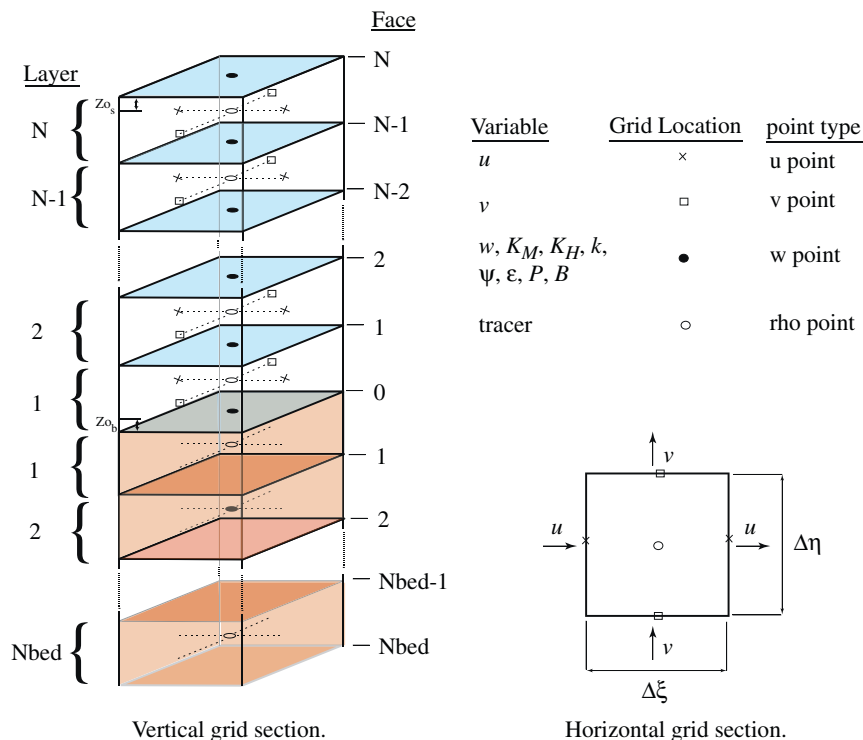 Face
N
Layer
Zo_s
N
N-1
N-1
N-2
2
2
1
1
0
Zo_b
1
1
2
2
Nbed-1
Nbed
Nbed
Vertical grid section.
Variable Grid Location point type
u × u point
v □ v point
w, K_M, K_H, k,
ψ, ε, P, B ● w point
tracer ○ rho point
v
u
u
Δη
v
Δξ
Horizontal grid section.